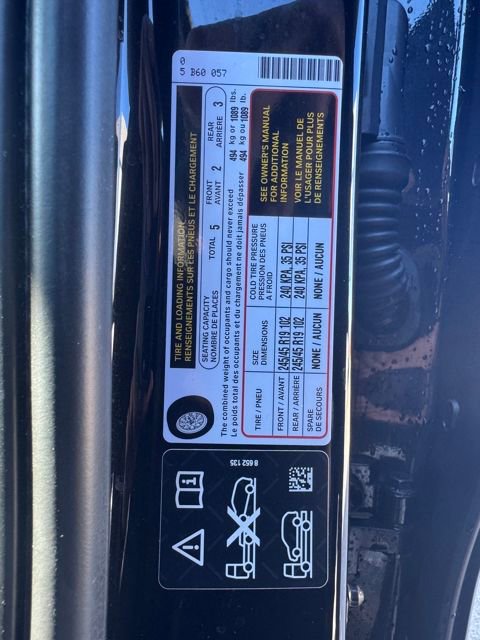 0
5 B60 057
TIRE AND LOADING INFORMATION
RENSEIGNEMENTS SUR LES PNEUS ET LE CHARGEMENT
SEATING CAPACITY
NOMBRE DE PLACES
TOTAL 5
FRONT
AVANT 2
REAR
ARRIÈRE 3
The combined weight of occupants and cargo should never exceed 494 kg or 1089 lbs.
Le poids total des occupants et du chargement ne doit jamais dépasser 494 kg ou 1089 lb.
TIRE / PNEU
SIZE
DIMENSIONS
COLD TIRE PRESSURE
PRESSION DES PNEUS
A FROID
FRONT / AVANT 245/45 R19 102 240 KPA, 35 PSI
REAR / ARRIÈRE 245/45 R19 102 240 KPA, 35 PSI
SPARE
DE SECOURS
NONE / AUCUN NONE / AUCUN
SEE OWNER'S MANUAL
FOR ADDITIONAL
INFORMATION
VOIR LE MANUEL DE
L'USAGER POUR PLUS
DE RENSEIGNEMENTS
8 652 135